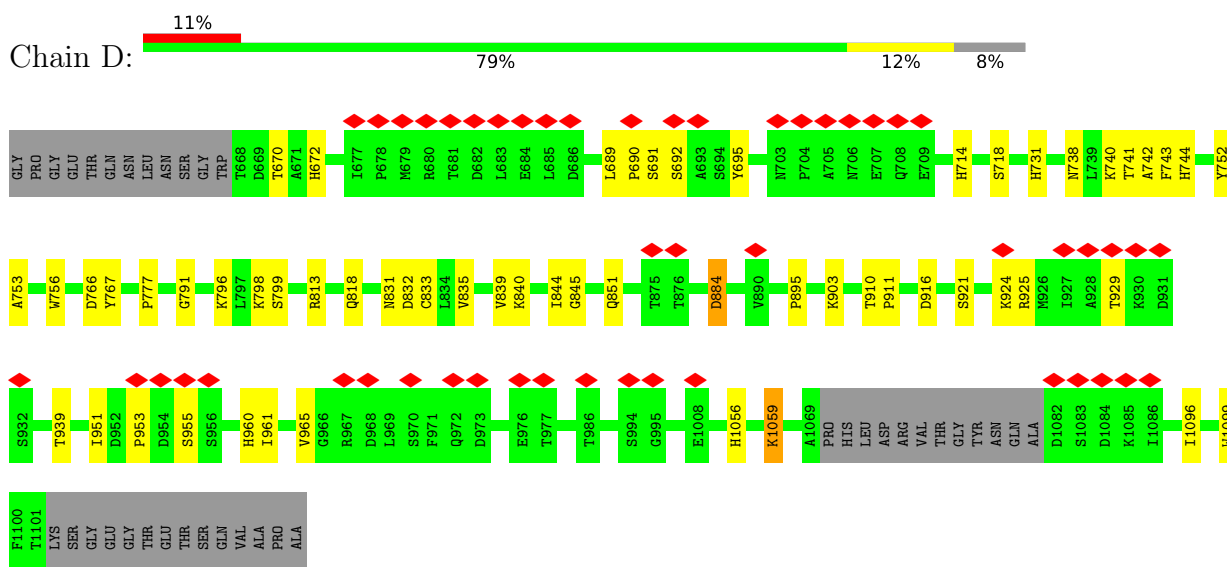 11%
Chain D:
79% 12% 8%
GLY PRO GLY GLU THR GLY GLN ASN LEU ASN SER GLY TRP T668 D669 T670 A671 H672 I677 P678 M679 R680 T681 D682 L683 E684 L685 D686 L689 P690 S691 S692 A693 S694 Y695 N703 P704 A705 N706 E707 Q708 E709 H714 S718 H731 N738 L739 K740 T741 A742 F743 H744 Y752
A753 W756 D766 Y767 P777 G791 K796 L797 K798 S799 R813 Q818 N831 D832 C833 L834 V835 V839 K840 I844 G845 Q851 T875 T876 D884 V890 P895 K903 T910 P911 D916 S921 K924 R925 M926 I927 A928 T929 K930 D931
S932 T939 I951 D952 P953 D954 S955 S956 H960 I961 V965 G966 R967 D968 L969 S970 F971 Q972 D973 E976 T977 T986 S994 G995 E1008 H1056 K1059 A1069 PRO HIS LEU ASP ARG VAL THR GLY TYR ASN GLN ALA D1082 S1083 D1084 K1085 I1086 I1096
F1100 T1101 LYS SER GLY GLU GLY THR GLU THR SER GLN VAL ALA PRO ALA